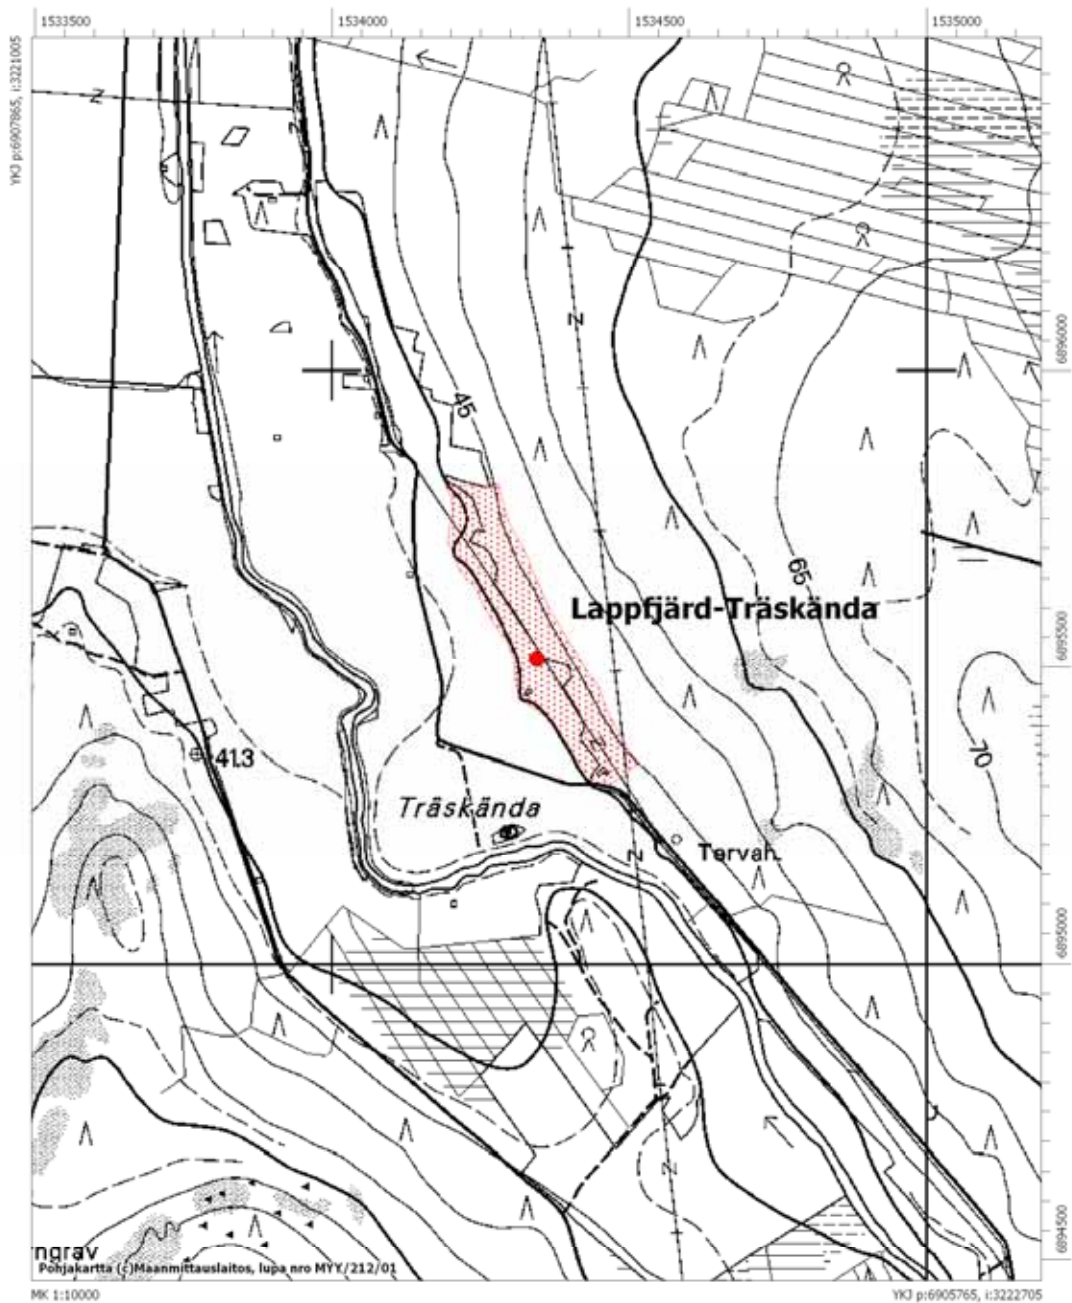 1533500
1534000
1534500
1535000
YKJ p:6907865, i:3221005
Z
N
6896000
45
65
Lappfjärd-Träskända
6895500
41.3
70
Träskända
Tervah.
Z
6895000
Z
6894500
ngrav
Pohjakartta (c)Maanmittauslaitos, lupa nro MYY/212/01
MK 1:10000
YKJ p:6905765, i:3222705